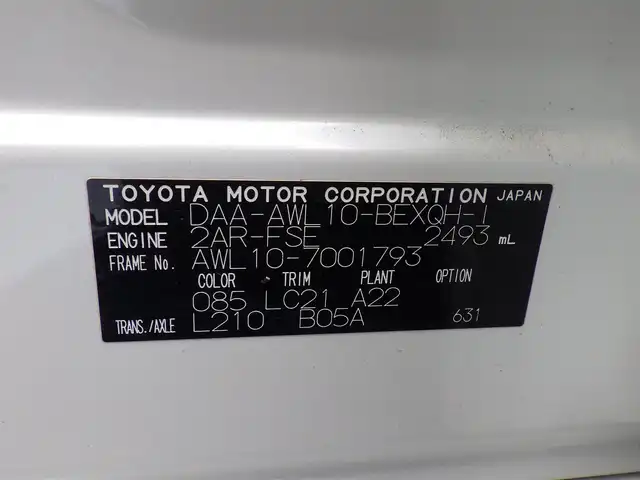 TOYOTA MOTOR CORPORATION JAPAN
MODEL DAA-AWL10-BEXQH-I
ENGINE 2AR-FSE 2493 mL
FRAME No. AWL10-7001793
COLOR TRIM PLANT OPTION
085 LC21 A22
TRANS./AXLE L210 B05A 631